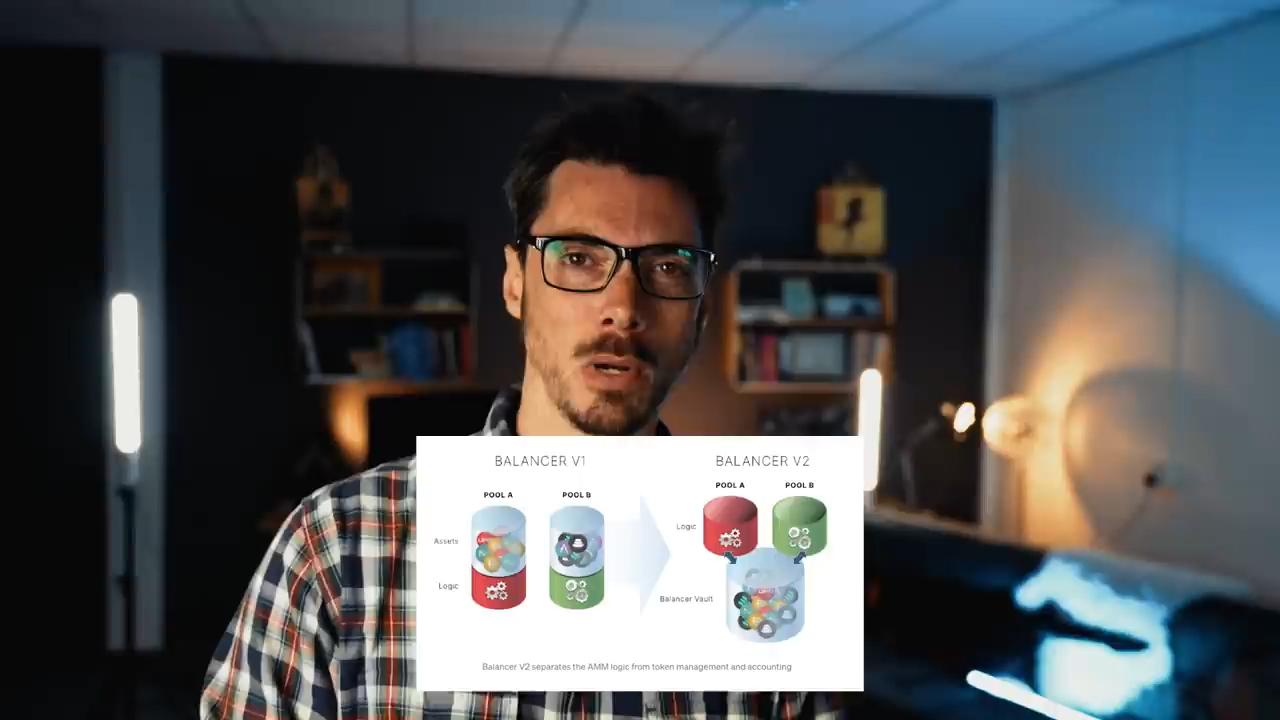 BALANCER V1
BALANCER V2
POOL A
POOL B
POOL A
POOL B
Logic
Assets
Logic
Balancer Vault
Balancer V2 separates the AMM logic from token management and accounting